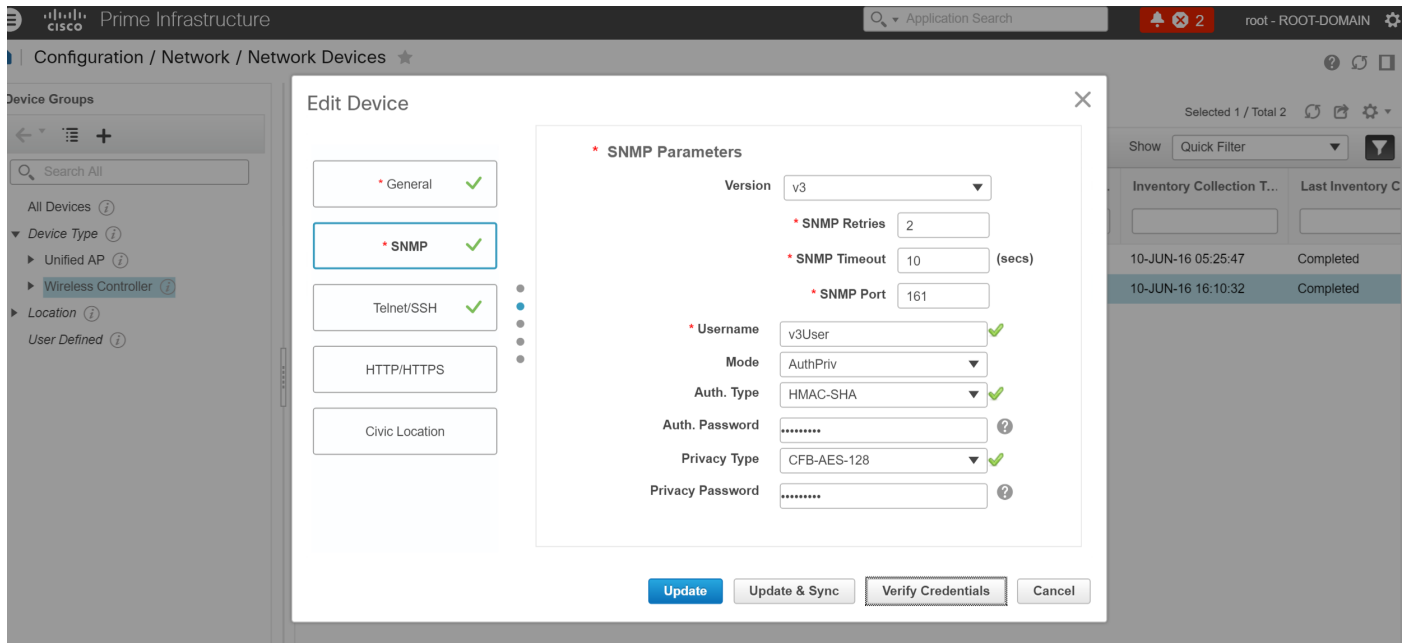 cisco Prime Infrastructure
Application Search
2
root - ROOT-DOMAIN
Configuration / Network / Network Devices
Device Groups
Search All
All Devices
Device Type
Unified AP
Wireless Controller
Location
User Defined
Selected 1 / Total 2
Show Quick Filter
Inventory Collection T... Last Inventory C
10-JUN-16 05:25:47 Completed
10-JUN-16 16:10:32 Completed
Edit Device
* General
* SNMP
Telnet/SSH
HTTP/HTTPS
Civic Location
* SNMP Parameters
Version v3
* SNMP Retries 2
* SNMP Timeout 10 (secs)
* SNMP Port 161
* Username v3User
Mode AuthPriv
Auth. Type HMAC-SHA
Auth. Password •••••••••
Privacy Type CFB-AES-128
Privacy Password •••••••••
Update Update & Sync Verify Credentials Cancel